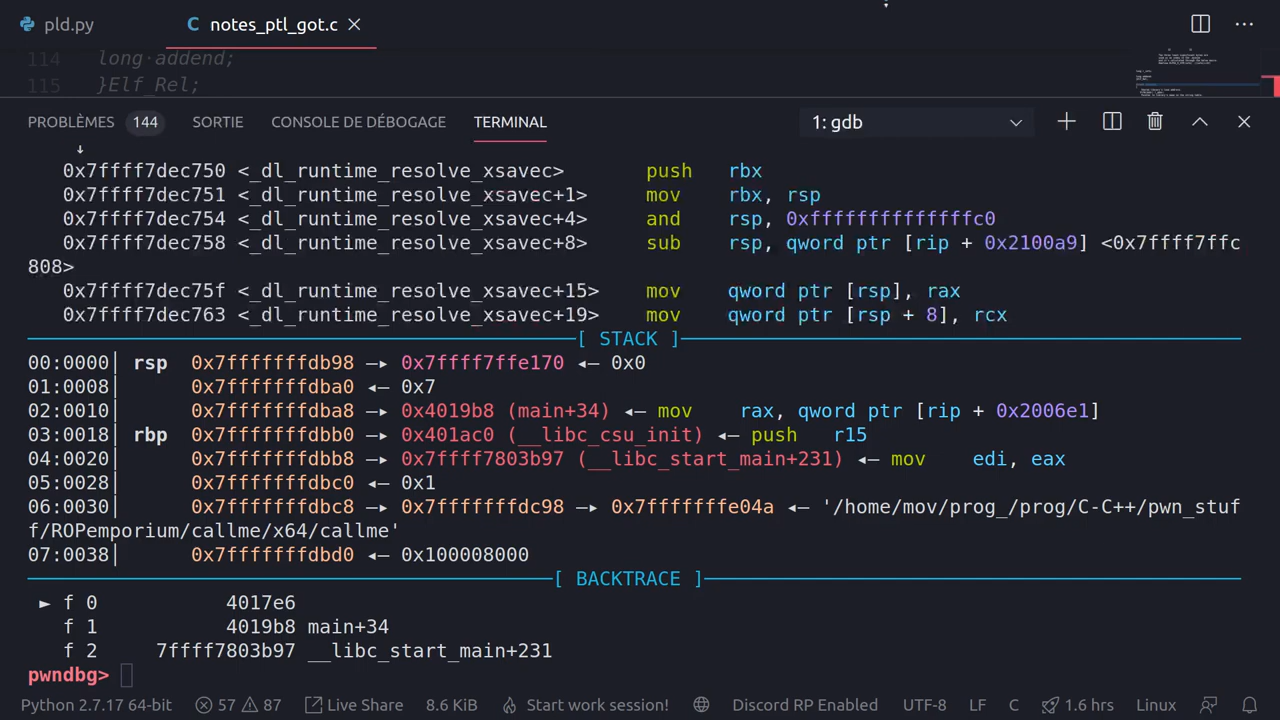 pld.py
C notes_ptl_got.c
114 long·addend;
115 }Elf_Rel;
PROBLÈMES 144 SORTIE CONSOLE DE DÉBOGAGE TERMINAL 1: gdb
↓
0x7ffff7dec750 <_dl_runtime_resolve_xsavec> push rbx
0x7ffff7dec751 <_dl_runtime_resolve_xsavec+1> mov rbx, rsp
0x7ffff7dec754 <_dl_runtime_resolve_xsavec+4> and rsp, 0xffffffffffffffc0
0x7ffff7dec758 <_dl_runtime_resolve_xsavec+8> sub rsp, qword ptr [rip + 0x2100a9] <0x7ffff7ffc
808>
0x7ffff7dec75f <_dl_runtime_resolve_xsavec+15> mov qword ptr [rsp], rax
0x7ffff7dec763 <_dl_runtime_resolve_xsavec+19> mov qword ptr [rsp + 8], rcx
[ STACK ]
00:0000│ rsp 0x7fffffffdb98 —▸ 0x7ffff7ffe170 ◂— 0x0
01:0008│ 0x7fffffffdba0 ◂— 0x7
02:0010│ 0x7fffffffdba8 —▸ 0x4019b8 (main+34) ◂— mov rax, qword ptr [rip + 0x2006e1]
03:0018│ rbp 0x7fffffffdbb0 —▸ 0x401ac0 (__libc_csu_init) ◂— push r15
04:0020│ 0x7fffffffdbb8 —▸ 0x7ffff7803b97 (__libc_start_main+231) ◂— mov edi, eax
05:0028│ 0x7fffffffdbc0 ◂— 0x1
06:0030│ 0x7fffffffdbc8 —▸ 0x7fffffffdc98 —▸ 0x7fffffffe04a ◂— '/home/mov/prog_/prog/C-C++/pwn_stuf
f/ROPemporium/callme/x64/callme'
07:0038│ 0x7fffffffdbd0 ◂— 0x100008000
[ BACKTRACE ]
► f 0 4017e6
f 1 4019b8 main+34
f 2 7ffff7803b97 __libc_start_main+231
pwndbg>
Python 2.7.17 64-bit 57 87 Live Share 8.6 KiB Start work session! Discord RP Enabled UTF-8 LF C 1.6 hrs Linux